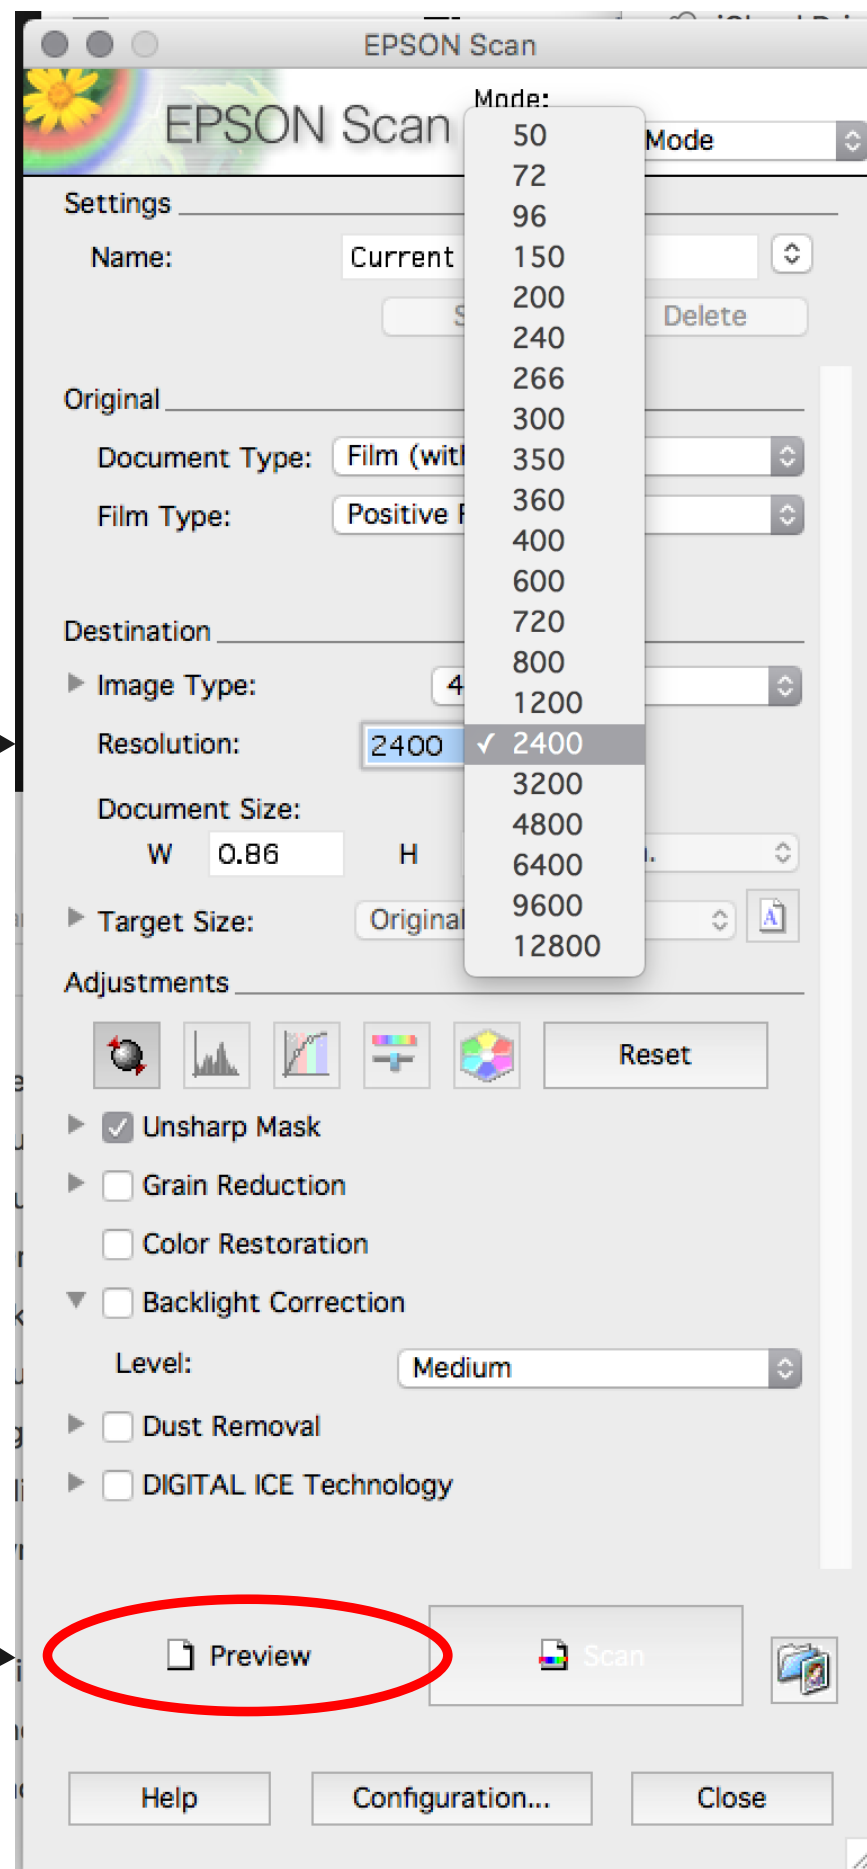 EPSON Scan
EPSON Scan
Mode:
Mode
50
72
96
150
200
240
266
300
350
360
400
600
720
800
1200
✓ 2400
3200
4800
6400
9600
12800
Settings
Name: Current
Delete
Original
Document Type: Film
Film Type: Positive
Destination
Image Type: 4
Resolution: 2400
Document Size:
W 0.86 H
Target Size: Original
Adjustments
Reset
Unsharp Mask
Grain Reduction
Color Restoration
Backlight Correction
Level: Medium
Dust Removal
DIGITAL ICE Technology
Preview Scan
Help Configuration... Close